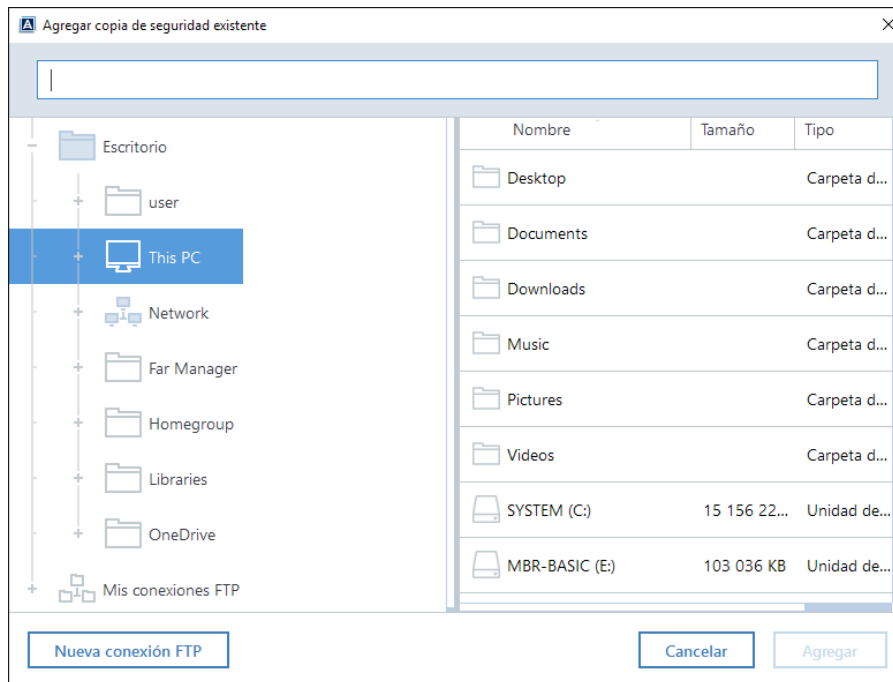 Agregar copia de seguridad existente
Escritorio
user
This PC
Network
Far Manager
Homegroup
Libraries
OneDrive
Mis conexiones FTP
Nombre Tamaño Tipo
Desktop Carpeta d...
Documents Carpeta d...
Downloads Carpeta d...
Music Carpeta d...
Pictures Carpeta d...
Videos Carpeta d...
SYSTEM (C:) 15 156 22... Unidad de...
MBR-BASIC (E:) 103 036 KB Unidad de...
Nueva conexión FTP Cancelar Agregar